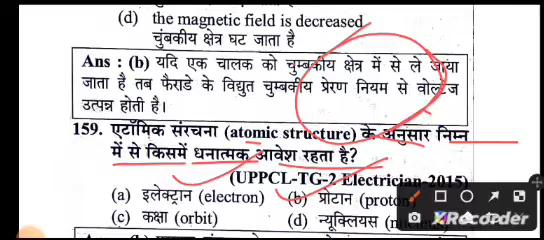 (d) the magnetic field is decreased
चुंबकीय क्षेत्र घट जाता है
Ans : (b) यदि एक चालक को चुम्बकीय क्षेत्र में से ले जाया
जाता है तब फैराडे के विद्युत चुम्बकीय प्रेरण नियम से वोल्टेज
उत्पन्न होती है।
159. एटॉमिक संरचना (atomic structure) के अनुसार निम्न
में से किसमें धनात्मक आवेश रहता है?
(UPPCL-TG-2 Electrician-2015)
(a) इलेक्ट्रान (electron) (b) प्रोटान (proton)
(c) कक्षा (orbit) (d) न्यूक्लियस
XRecorder